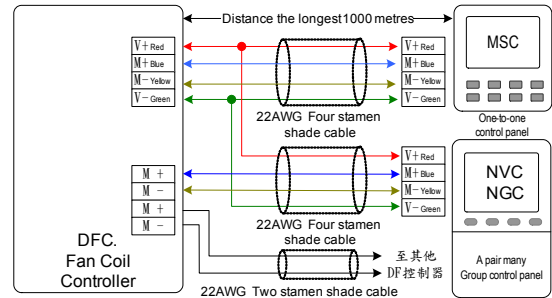 Distance the longest1000 metres
V+ Red
M+ Blue
M- Yellow
V- Green
V+ Red
M+ Blue
M- Yellow
V- Green
MSC
One-to-one
control panel
22AWG Four stamen
shade cable
M +
M -
M +
M -
V+ Red
M+ Blue
M- Yellow
V- Green
NVC
NGC
22AWG Four stamen
shade cable
DFC.
Fan Coil
Controller
至其他
DF控制器
A pair many
Group control panel
22AWG Two stamen shade cable